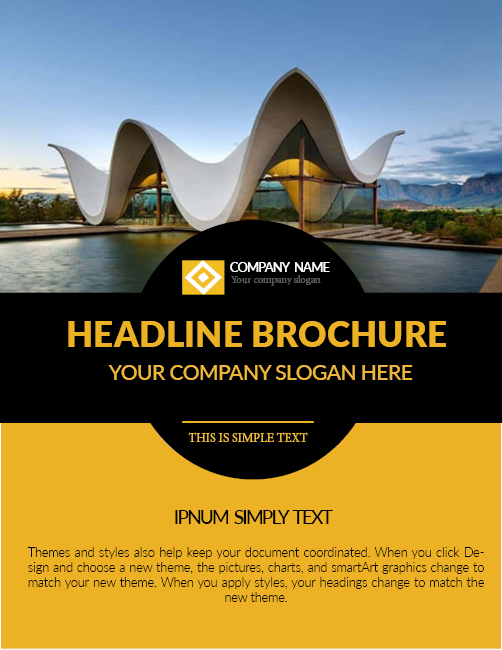 COMPANY NAME
Your company slogan
HEADLINE BROCHURE
YOUR COMPANY SLOGAN HERE
THIS IS SIMPLE TEXT
IPNUM SIMPLY TEXT
Themes and styles also help keep your document coordinated. When you click De-
sign and choose a new theme, the pictures, charts, and smartArt graphics change to
match your new theme. When you apply styles, your headings change to match the
new theme.